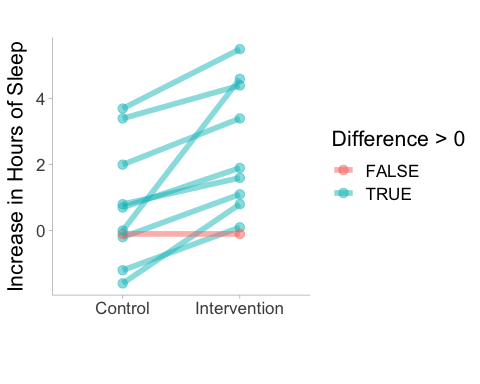 Increase in Hours of Sleep
4
2
0
Control Intervention
Difference > 0
FALSE
TRUE